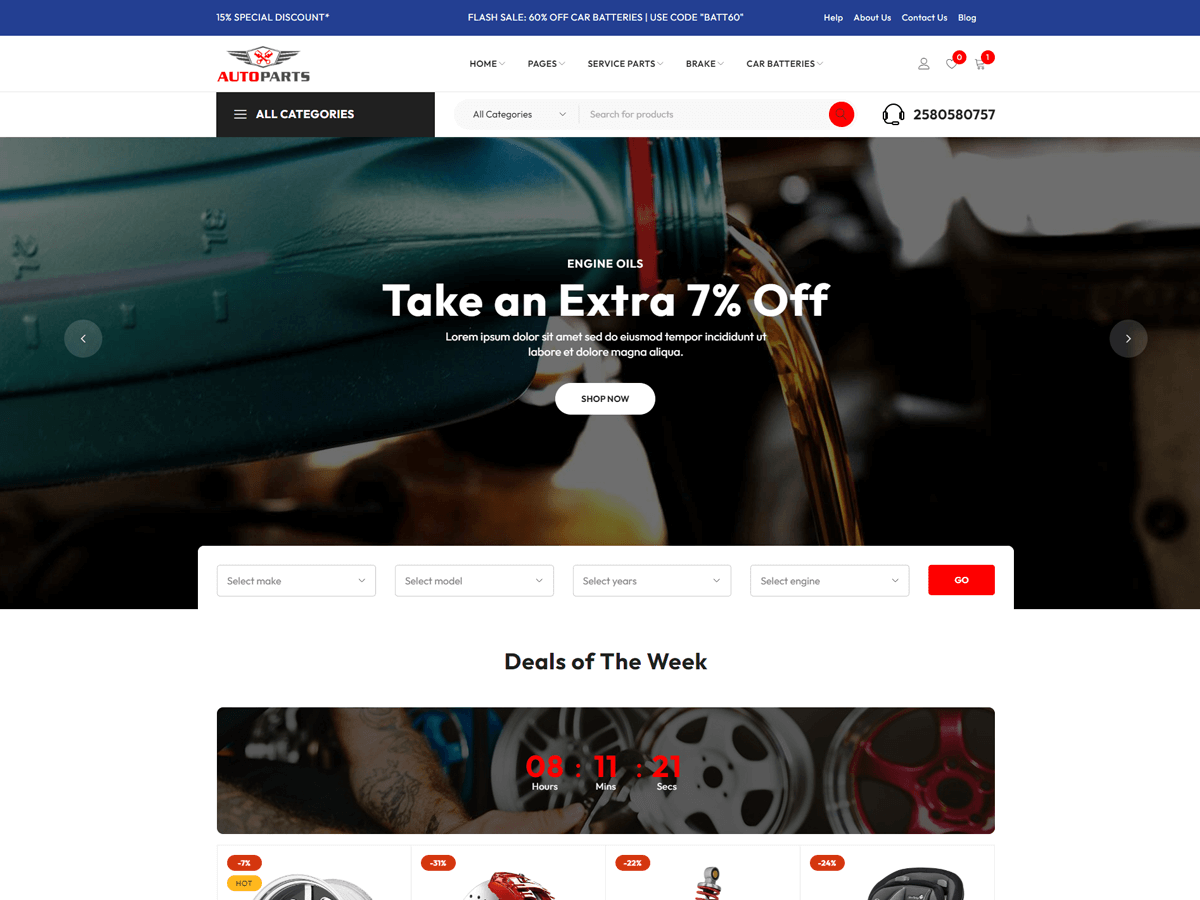 15% SPECIAL DISCOUNT*
FLASH SALE: 60% OFF CAR BATTERIES | USE CODE "BATT60"
Help About Us Contact Us Blog
AUTOPARTS
HOME PAGES SERVICE PARTS BRAKE CAR BATTERIES
0
1
ALL CATEGORIES
All Categories
Search for products
2580580757
ENGINE OILS
Take an Extra 7% Off
Lorem ipsum dolor sit amet sed do eiusmod tempor incididunt ut
labore et dolore magna aliqua.
SHOP NOW
Select make
Select model
Select years
Select engine
GO
Deals of The Week
08 : 11 : 21
Hours Mins Secs
-7%
HOT
-31%
-22%
-24%